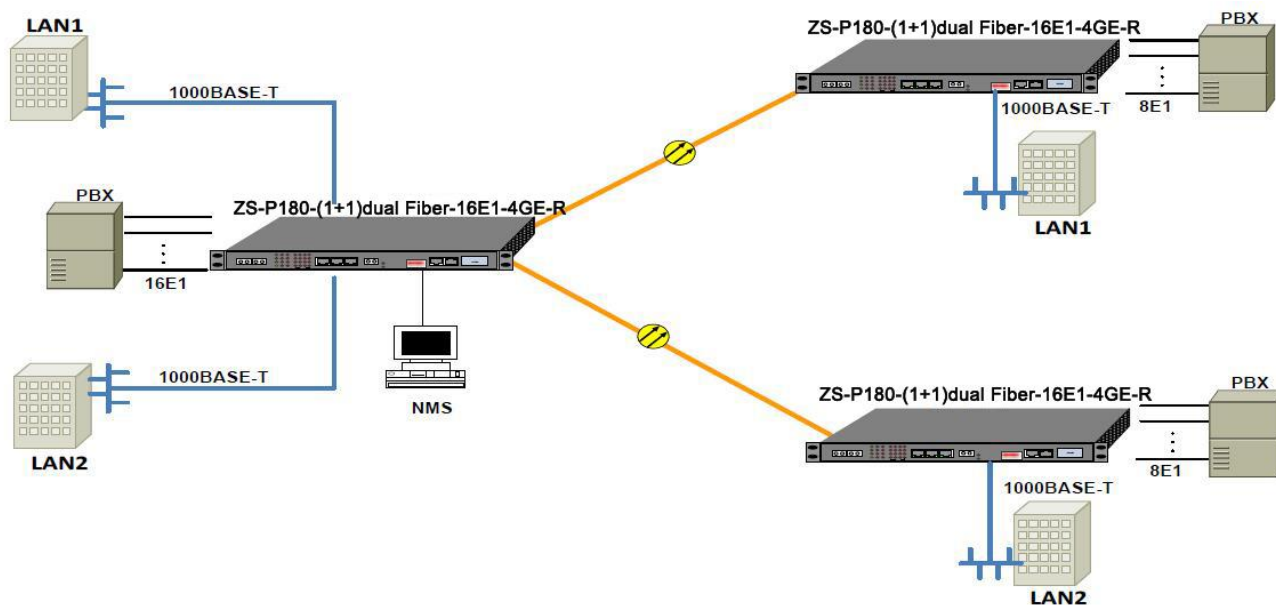 LAN1
1000BASE-T
PBX
16E1
ZS-P180-(1+1)dual Fiber-16E1-4GE-R
1000BASE-T
LAN2
NMS
ZS-P180-(1+1)dual Fiber-16E1-4GE-R
PBX
8E1
1000BASE-T
LAN1
ZS-P180-(1+1)dual Fiber-16E1-4GE-R
PBX
8E1
1000BASE-T
LAN2